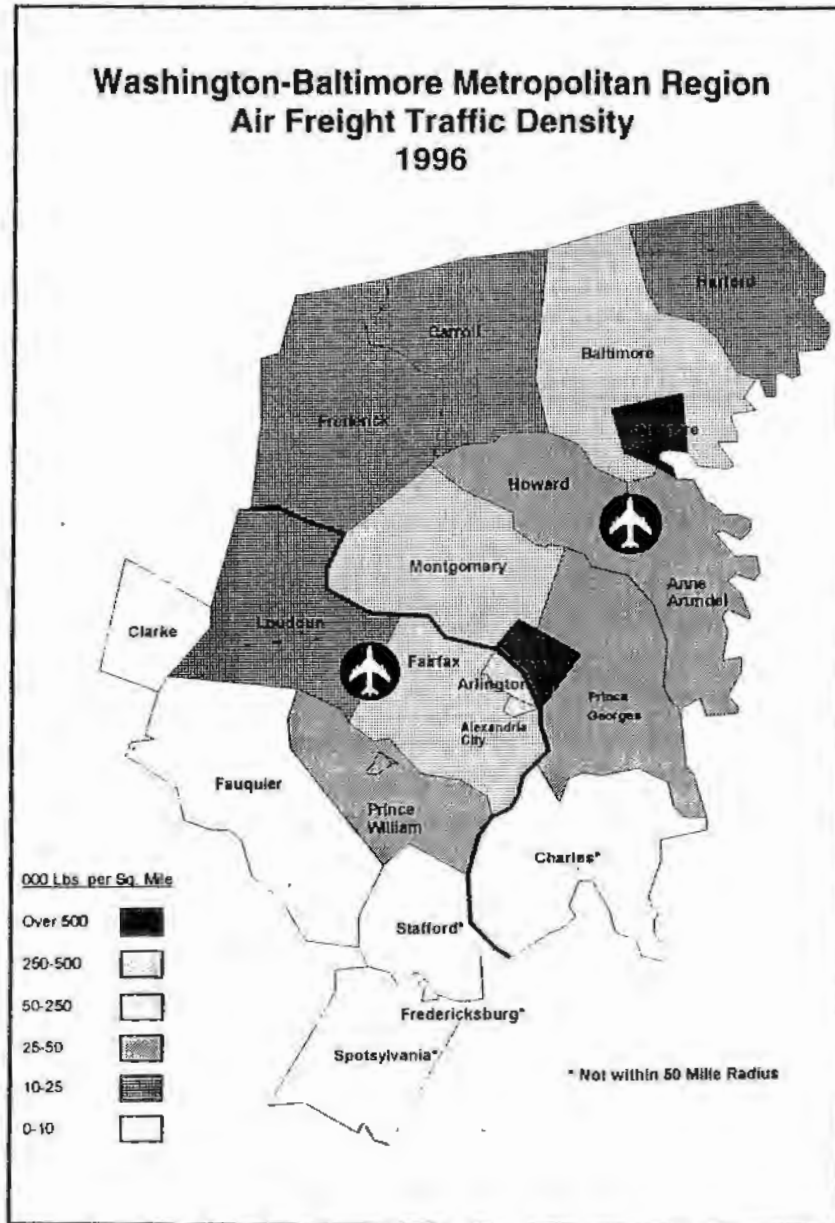 Washington-Baltimore Metropolitan Region
Air Freight Traffic Density
1996
Harford
Carroll
Baltimore
Frederick
Howard
Montgomery
Anne
Arundel
Clarke
Loudoun
Fairfax
Arlington
Prince
Georges
Alexandria
City
Fauquier
Prince
William
Charles*
000 Lbs. per Sq. Mile
Over 500
250-500
50-250
25-50
10-25
0-10
Stafford*
Fredericksburg*
Spotsylvania*
* Not within 50 Mile Radius